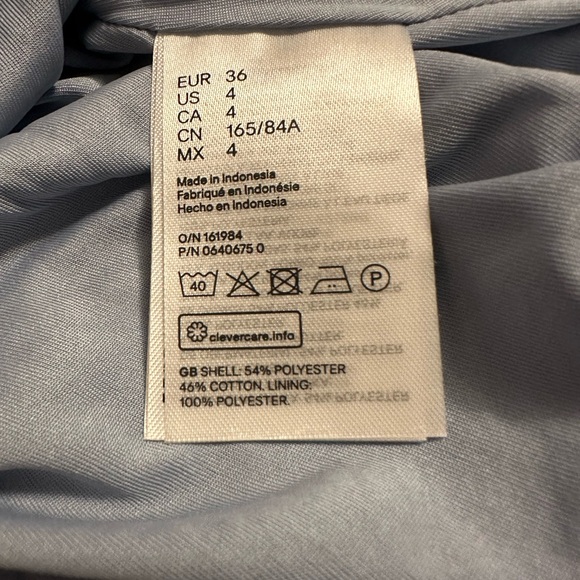 EUR 36
US 4
CA 4
CN 165/84A
MX 4
Made in Indonesia
Fabriqué en Indonésie
Hecho en Indonesia
O/N 161984
P/N 0640675 0
40 P
clevercare.info
GB SHELL: 54% POLYESTER
46% COTTON. LINING:
100% POLYESTER.